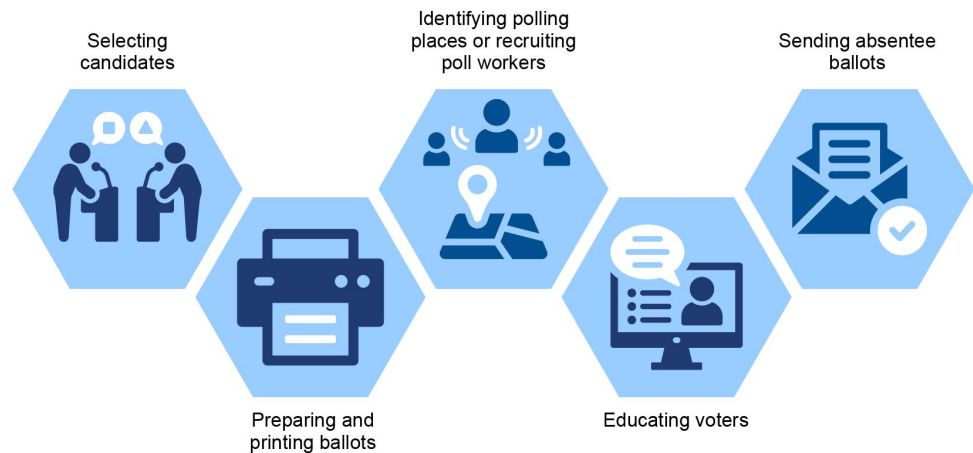 Selecting
candidates
Preparing and
printing ballots
Identifying polling
places or recruiting
poll workers
Educating voters
Sending absentee
ballots